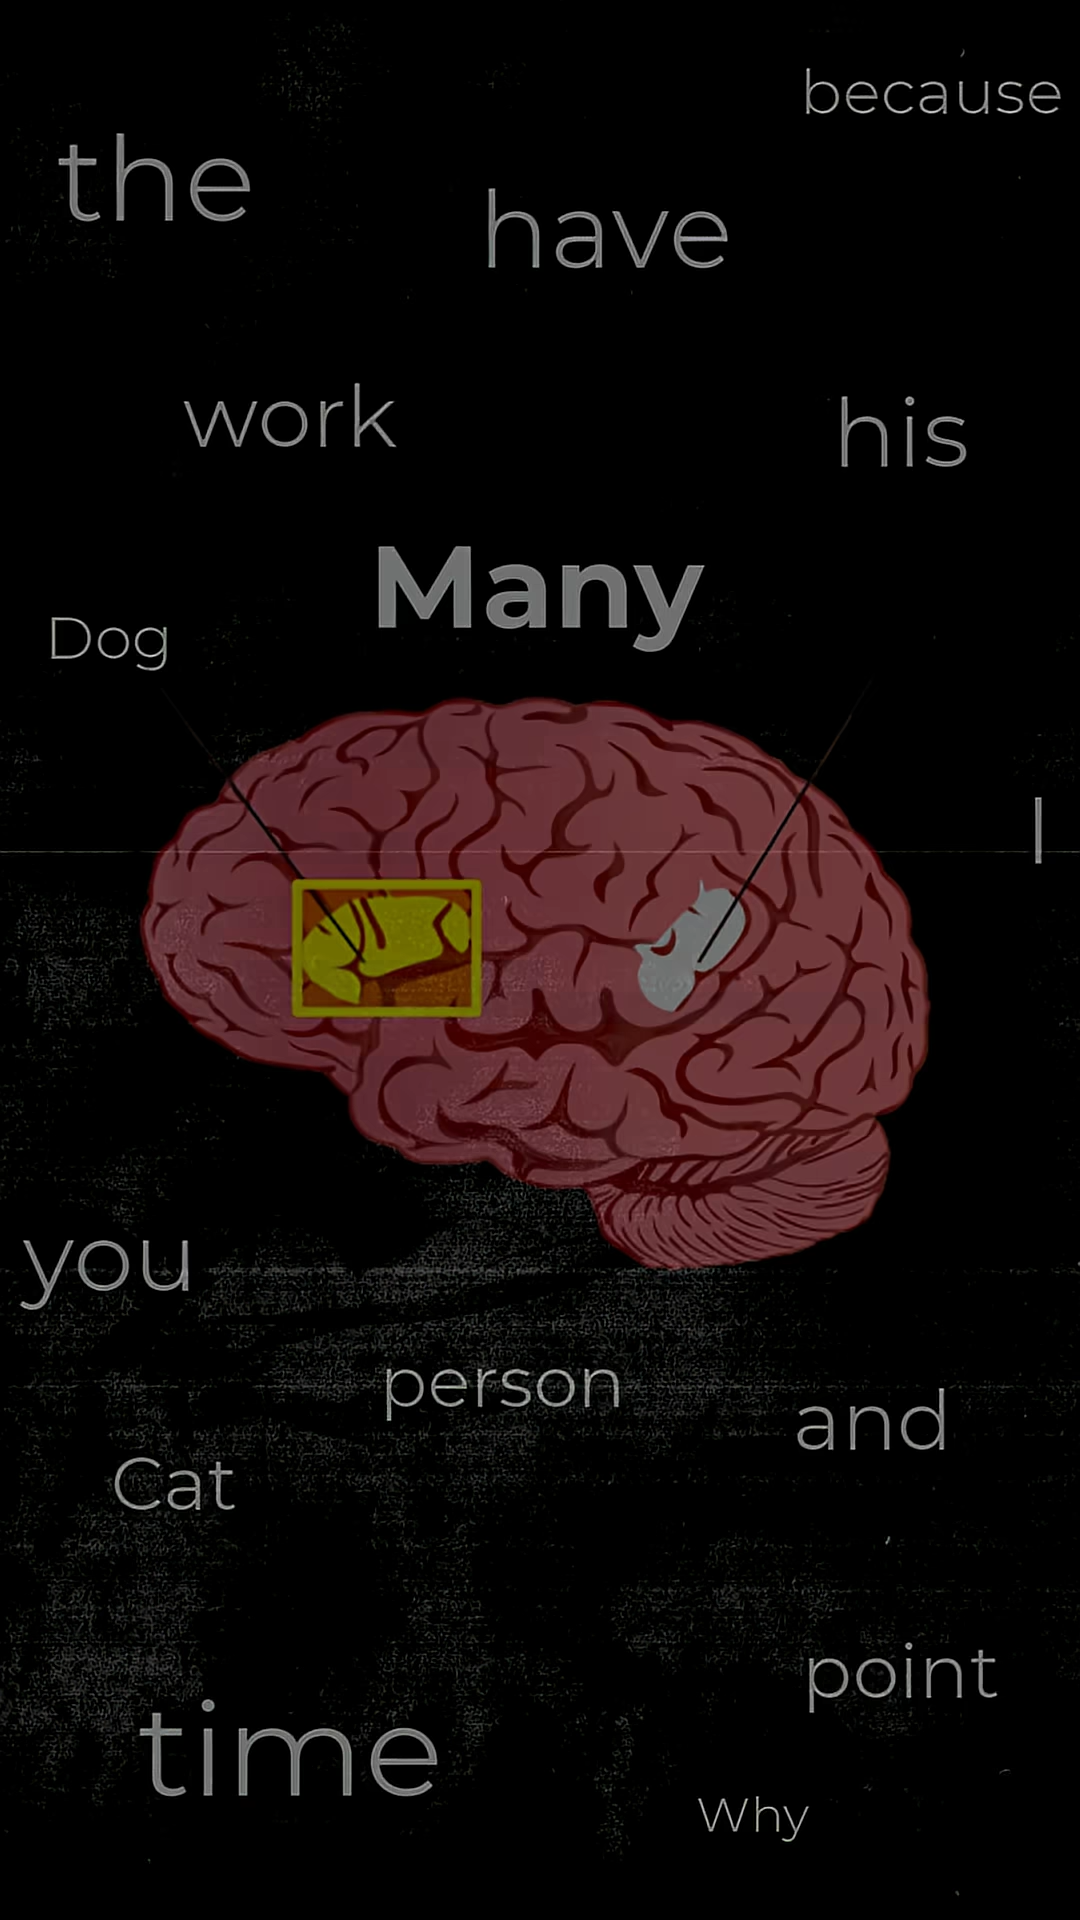 because
the
have
work
his
Many
Dog
I
you
person
and
Cat
point
time
Why